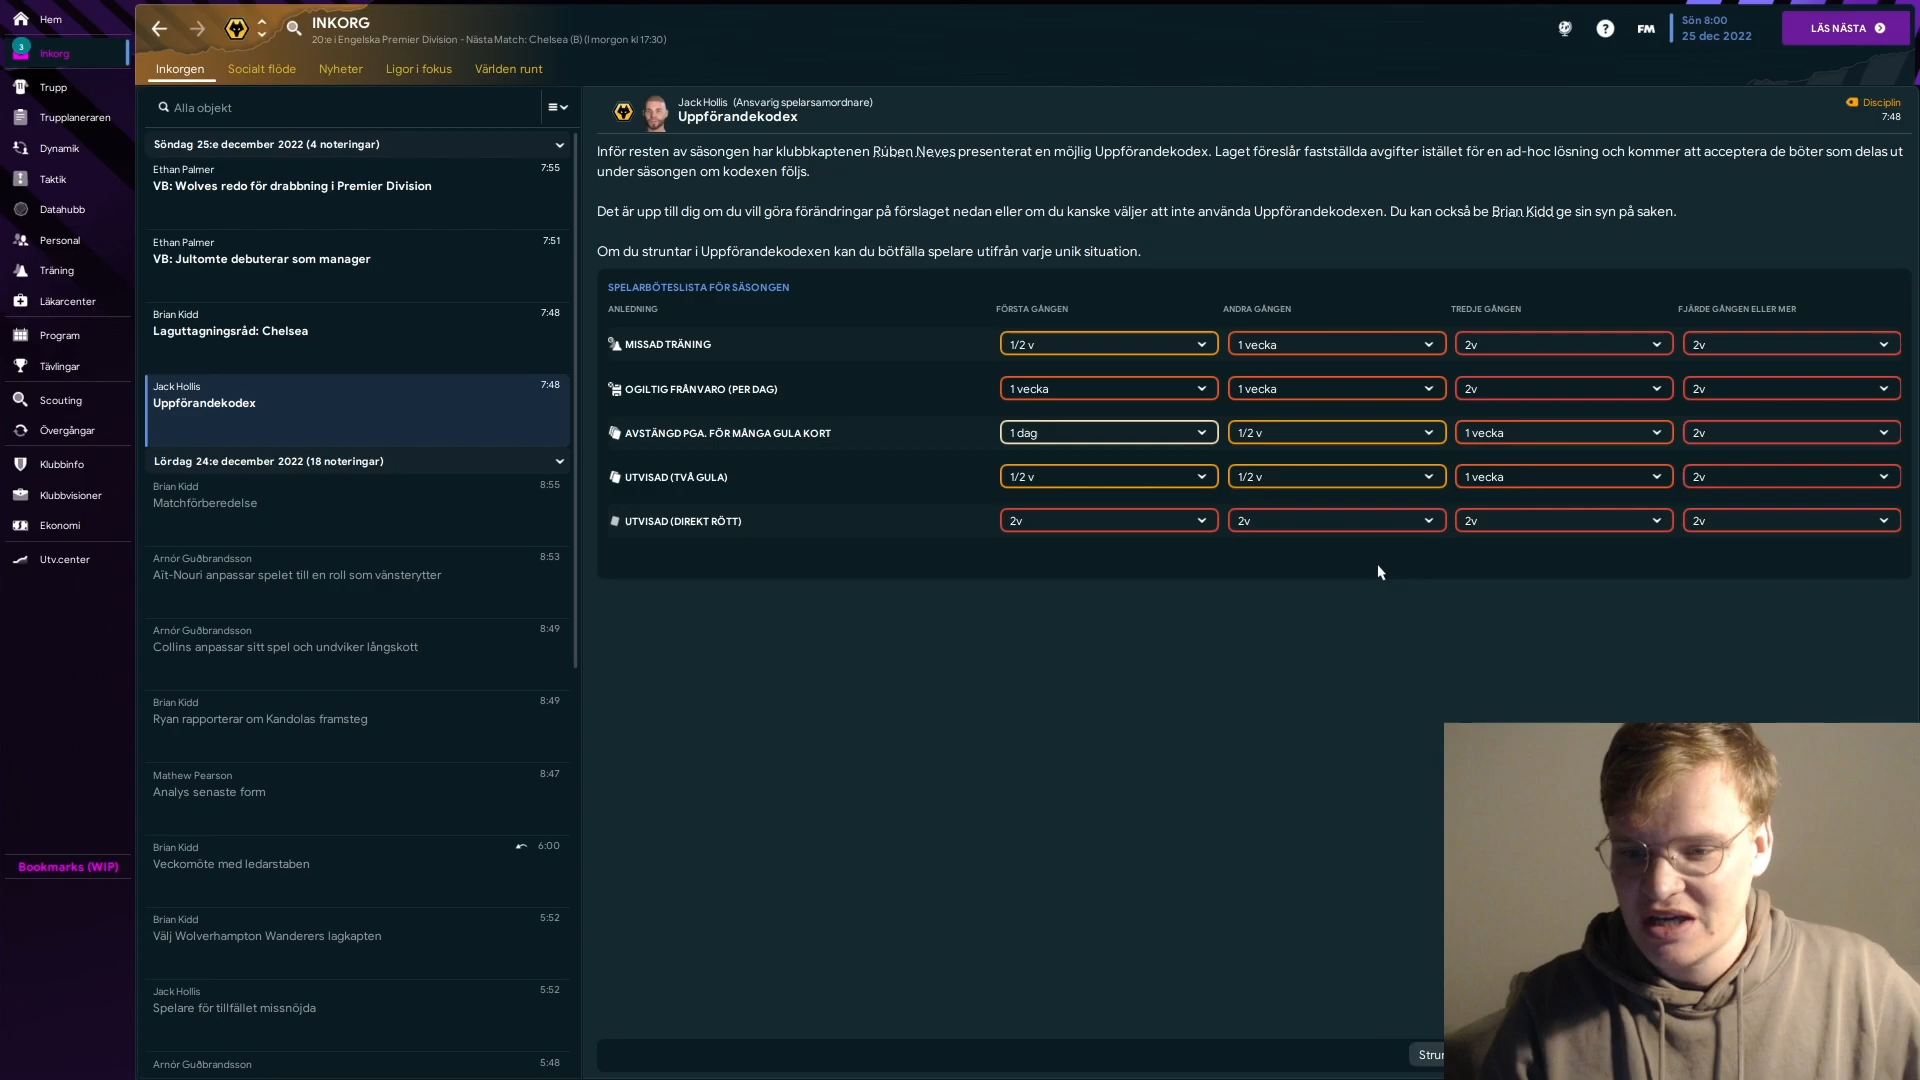 Hem
3
Inkorg
Trupp
Trupplaneraren
Dynamik
Taktik
Datahubb
Personal
Träning
Läkarcenter
Program
Tävlingar
Scouting
Övergångar
Klubbinfo
Klubbvisioner
Ekonomi
Utv.center
Bookmarks (WIP)
INKORG
20:e i Engelska Premier Division - Nästa Match: Chelsea (B) (I morgon kl 17:30)
FM
Sön 8:00
25 dec 2022
LÄS NÄSTA
Inkorgen
Socialt flöde
Nyheter
Ligor i fokus
Världen runt
Alla objekt
Söndag 25:e december 2022 (4 noteringar)
Ethan Palmer 7:55
VB: Wolves redo för drabbning i Premier Division
Ethan Palmer 7:51
VB: Jultomte debuterar som manager
Brian Kidd 7:48
Laguttagningsråd: Chelsea
Jack Hollis 7:48
Uppförandekodex
Lördag 24:e december 2022 (18 noteringar)
Brian Kidd 8:55
Matchförberedelse
Arnór Guðbrandsson 8:53
Aït-Nouri anpassar spelet till en roll som vänsterytter
Arnór Guðbrandsson 8:49
Collins anpassar sitt spel och undviker långskott
Brian Kidd 8:49
Ryan rapporterar om Kandolas framsteg
Mathew Pearson 8:47
Analys senaste form
Brian Kidd 6:00
Veckomöte med ledarstaben
Brian Kidd 5:52
Välj Wolverhampton Wanderers lagkapten
Jack Hollis 5:52
Spelare för tillfället missnöjda
Arnór Guðbrandsson 5:48
Jack Hollis (Ansvarig spelarsamordnare)
Uppförandekodex
Disciplin
7:48
Inför resten av säsongen har klubbkaptenen Rúben Neves presenterat en möjlig Uppförandekodex. Laget föreslår fastställda avgifter istället för en ad-hoc lösning och kommer att acceptera de böter som delas ut
under säsongen om kodexen följs.
Det är upp till dig om du vill göra förändringar på förslaget nedan eller om du kanske väljer att inte använda Uppförandekodexen. Du kan också be Brian Kidd ge sin syn på saken.
Om du struntar i Uppförandekodexen kan du bötfälla spelare utifrån varje unik situation.
SPELARBÖTESLISTA FÖR SÄSONGEN
ANLEDNING FÖRSTA GÅNGEN ANDRA GÅNGEN TREDJE GÅNGEN FJÄRDE GÅNGEN ELLER MER
MISSAD TRÄNING 1/2 v 1 vecka 2v 2v
OGILTIG FRÅNVARO (PER DAG) 1 vecka 1 vecka 2v 2v
AVSTÄNGD PGA. FÖR MÅNGA GULA KORT 1 dag 1/2 v 1 vecka 2v
UTVISAD (TVÅ GULA) 1/2 v 1/2 v 1 vecka 2v
UTVISAD (DIREKT RÖTT) 2v 2v 2v 2v